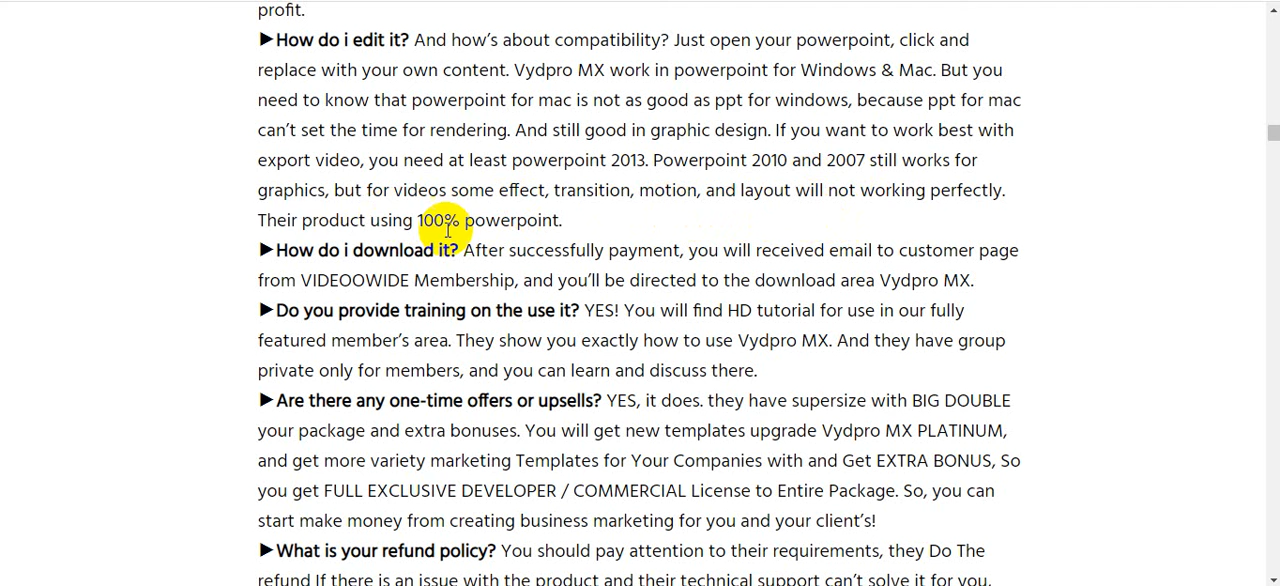 profit.
►How do i edit it? And how's about compatibility? Just open your powerpoint, click and
replace with your own content. Vydpro MX work in powerpoint for Windows & Mac. But you
need to know that powerpoint for mac is not as good as ppt for windows, because ppt for mac
can't set the time for rendering. And still good in graphic design. If you want to work best with
export video, you need at least powerpoint 2013. Powerpoint 2010 and 2007 still works for
graphics, but for videos some effect, transition, motion, and layout will not working perfectly.
Their product using 100% powerpoint.
►How do i download it? After successfully payment, you will received email to customer page
from VIDEOOWIDE Membership, and you'll be directed to the download area Vydpro MX.
►Do you provide training on the use it? YES! You will find HD tutorial for use in our fully
featured member's area. They show you exactly how to use Vydpro MX. And they have group
private only for members, and you can learn and discuss there.
►Are there any one-time offers or upsells? YES, it does. they have supersize with BIG DOUBLE
your package and extra bonuses. You will get new templates upgrade Vydpro MX PLATINUM,
and get more variety marketing Templates for Your Companies with and Get EXTRA BONUS, So
you get FULL EXCLUSIVE DEVELOPER / COMMERCIAL License to Entire Package. So, you can
start make money from creating business marketing for you and your client's!
►What is your refund policy? You should pay attention to their requirements, they Do The
refund If there is an issue with the product and their technical support can't solve it for you,